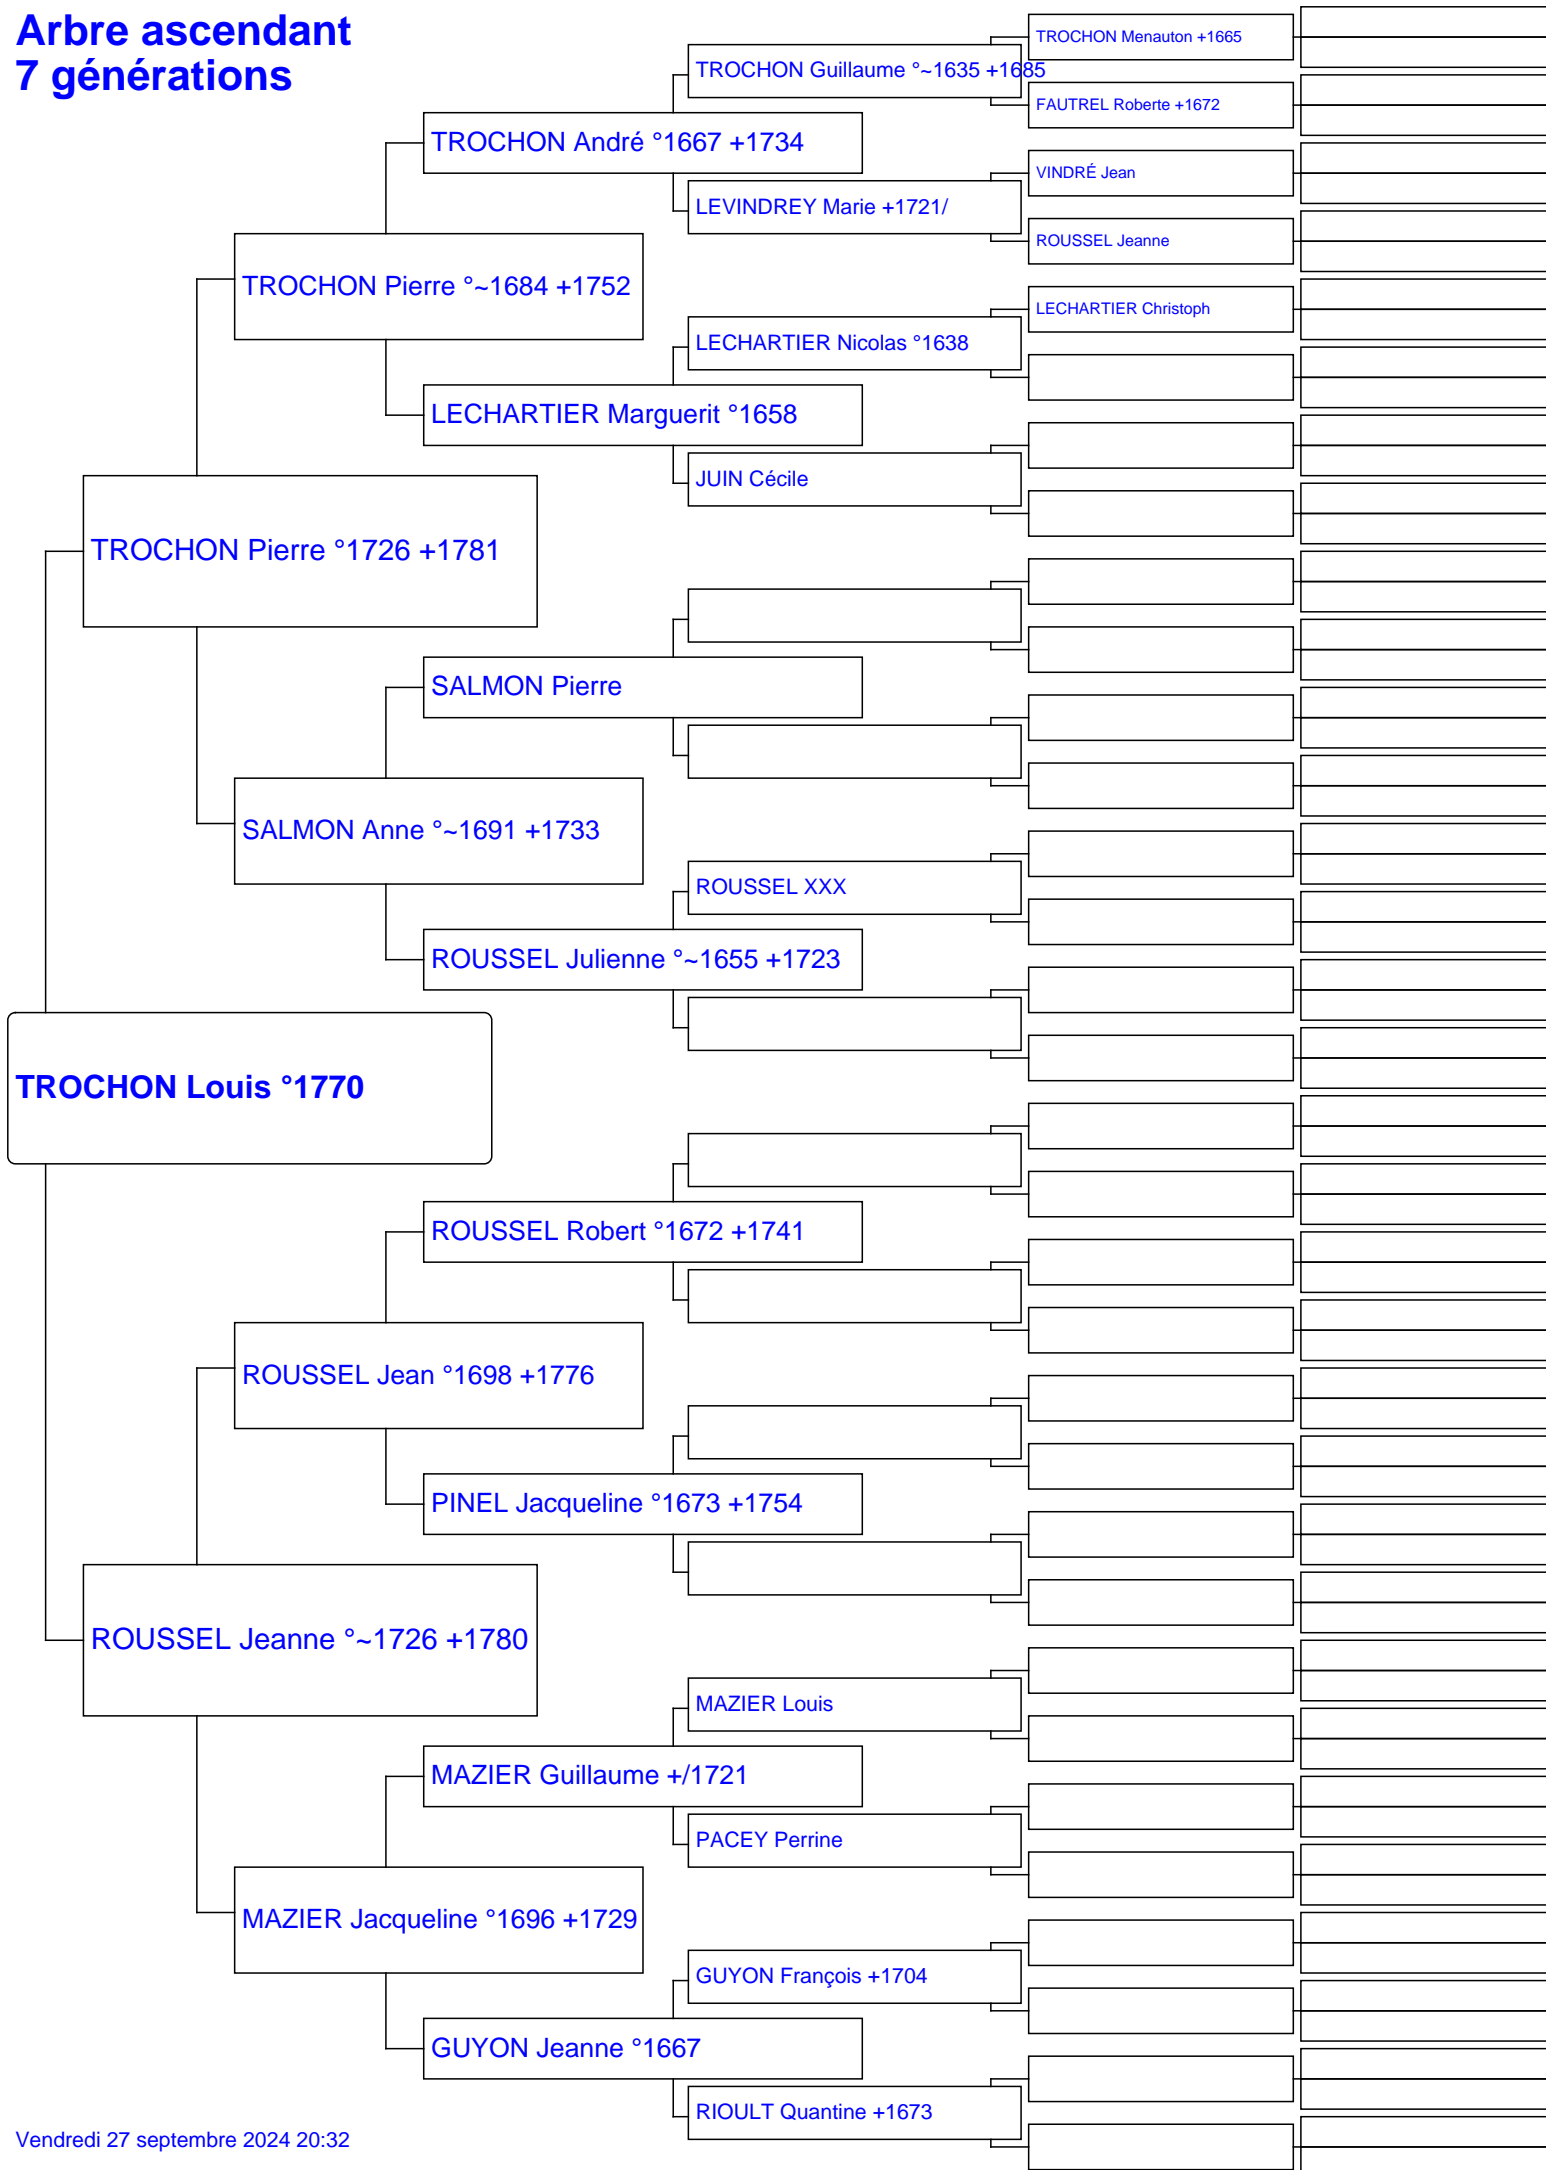 Arbre ascendant
7 générations
TROCHON Menauton +1665
TROCHON Guillaume °~1635 +1685
FAUTREL Roberte +1672
TROCHON André °1667 +1734
VINDRÉ Jean
LEVINDREY Marie +1721/
ROUSSEL Jeanne
TROCHON Pierre °~1684 +1752
LECHARTIER Christoph
LECHARTIER Nicolas °1638
LECHARTIER Marguerit °1658
JUIN Cécile
TROCHON Pierre °1726 +1781
SALMON Pierre
SALMON Anne °~1691 +1733
ROUSSEL XXX
ROUSSEL Julienne °~1655 +1723
TROCHON Louis °1770
ROUSSEL Robert °1672 +1741
ROUSSEL Jean °1698 +1776
PINEL Jacqueline °1673 +1754
ROUSSEL Jeanne °~1726 +1780
MAZIER Louis
MAZIER Guillaume +/1721
PACEY Perrine
MAZIER Jacqueline °1696 +1729
GUYON François +1704
GUYON Jeanne °1667
RIOULT Quantine +1673
Vendredi 27 septembre 2024 20:32